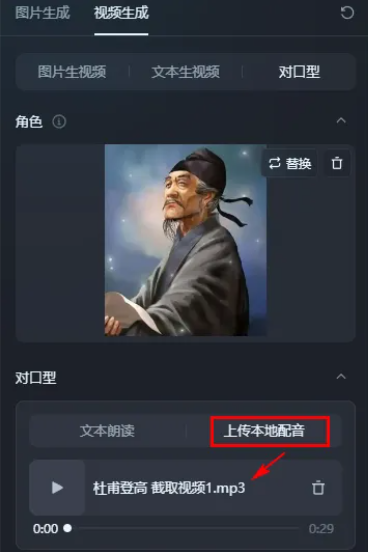 图片生成 视频生成
图片生视频 文本生视频 对口型
角色
替换
对口型
文本朗读 上传本地配音
杜甫登高 截取视频1.mp3
0:00 0:29